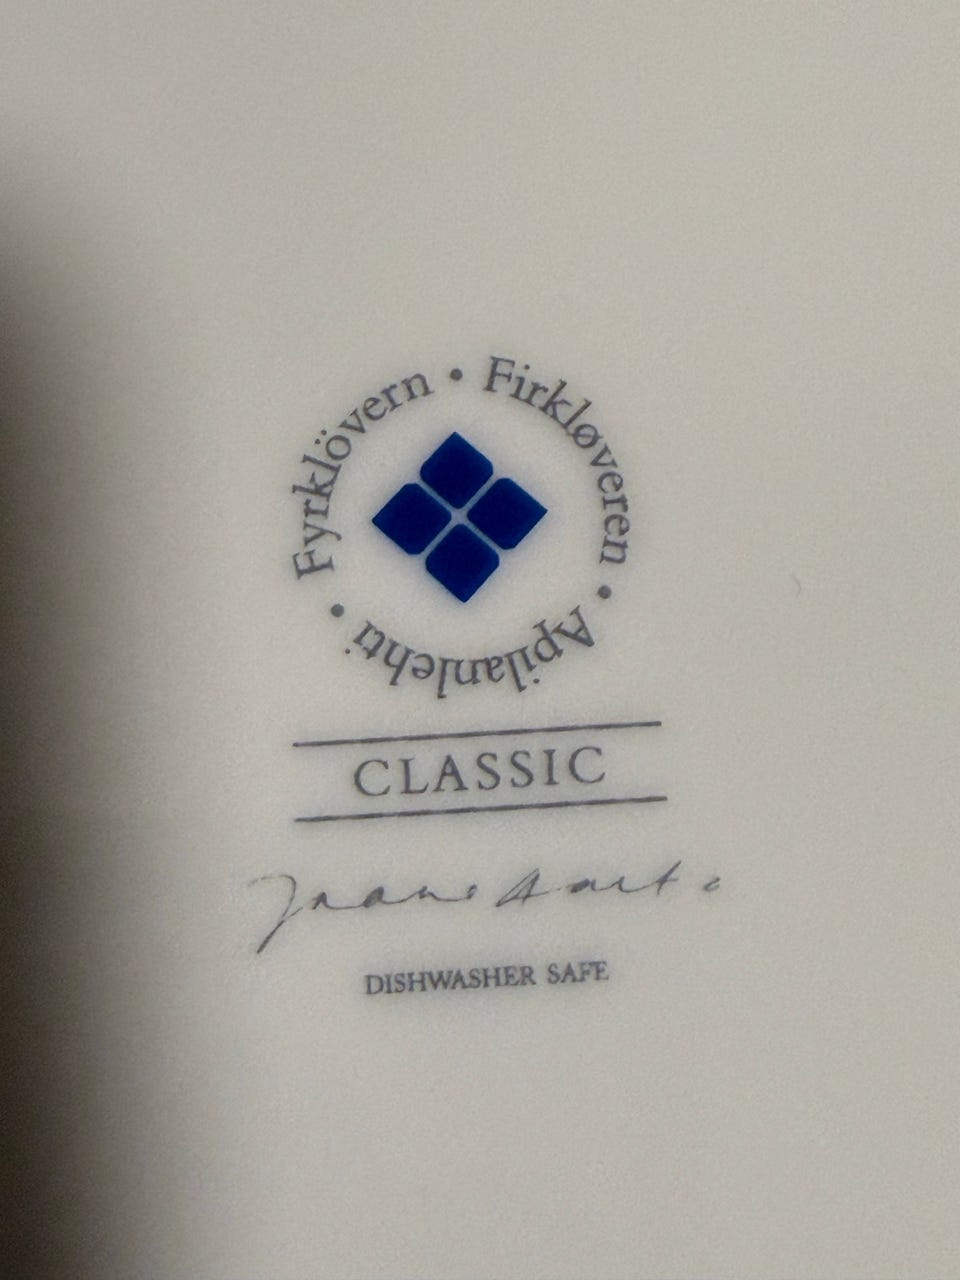 Fyrklövern • Firkløveren • Apilanlehti •
CLASSIC
DISHWASHER SAFE